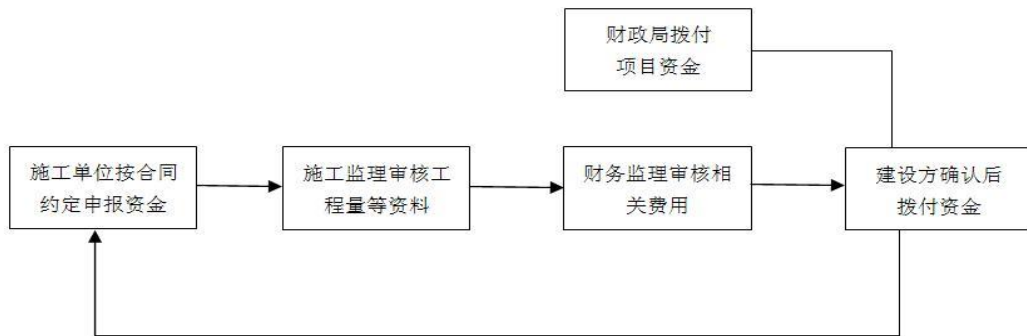 财政局拨付
项目资金
施工单位按合同
约定申报资金
施工监理审核工
程量等资料
财务监理审核相
关费用
建设方确认后
拨付资金